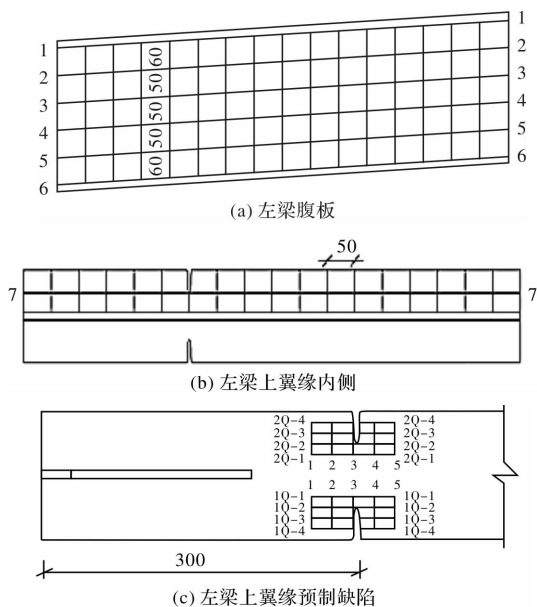 1 1
2 2
3 3
4 4
5 5
6 6
60
50
50
50
60
(a) 左梁腹板
50
7 7
(b) 左梁上翼缘内侧
2Q-4 2Q-4
2Q-3 2Q-3
2Q-2 2Q-2
2Q-1 2Q-1
1 2 3 4 5
1 2 3 4 5
1Q-1 1Q-1
1Q-2 1Q-2
1Q-3 1Q-3
1Q-4 1Q-4
300
(c) 左梁上翼缘预制缺陷